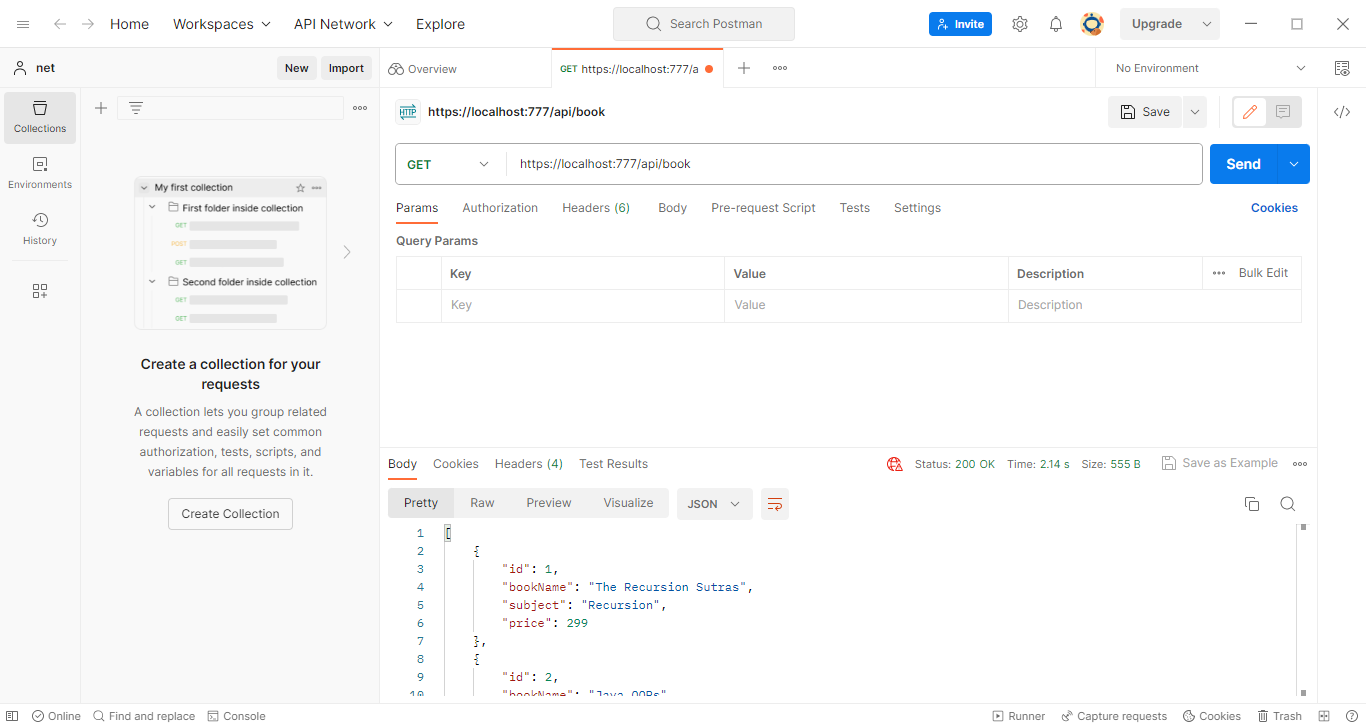 Home Workspaces API Network Explore Search Postman Invite Upgrade
net New Import Overview GET https://localhost:777/a No Environment
Collections
Environments
History
My first collection
First folder inside collection
GET
POST
GET
Second folder inside collection
GET
GET
Create a collection for your
requests
A collection lets you group related
requests and easily set common
authorization, tests, scripts, and
variables for all requests in it.
Create Collection
HTTP https://localhost:777/api/book Save </>
GET https://localhost:777/api/book Send
Params Authorization Headers (6) Body Pre-request Script Tests Settings Cookies
Query Params
Key Value Description Bulk Edit
Key Value Description
Body Cookies Headers (4) Test Results Status: 200 OK Time: 2.14 s Size: 555 B Save as Example
Pretty Raw Preview Visualize JSON
1 [
2 {
3 "id": 1,
4 "bookName": "The Recursion Sutras",
5 "subject": "Recursion",
6 "price": 299
7 },
8 {
9 "id": 2,
10 "bookName": "Java OOPs"
Online Find and replace Console Runner Capture requests Cookies Trash